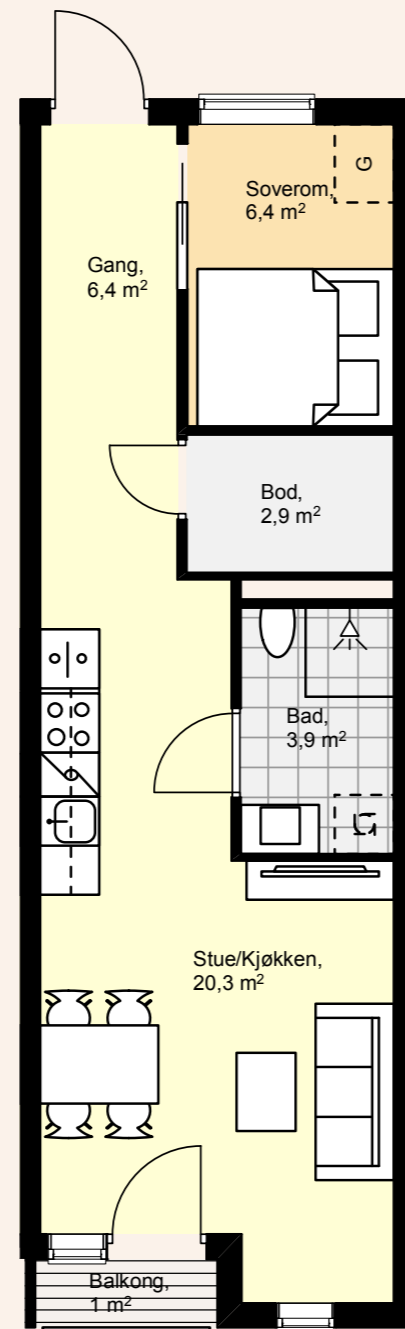 Soverom,
6,4 m²
G
Gang,
6,4 m²
Bod,
2,9 m²
Bad,
3,9 m²
Stue/Kjøkken,
20,3 m²
Balkong,
1 m²